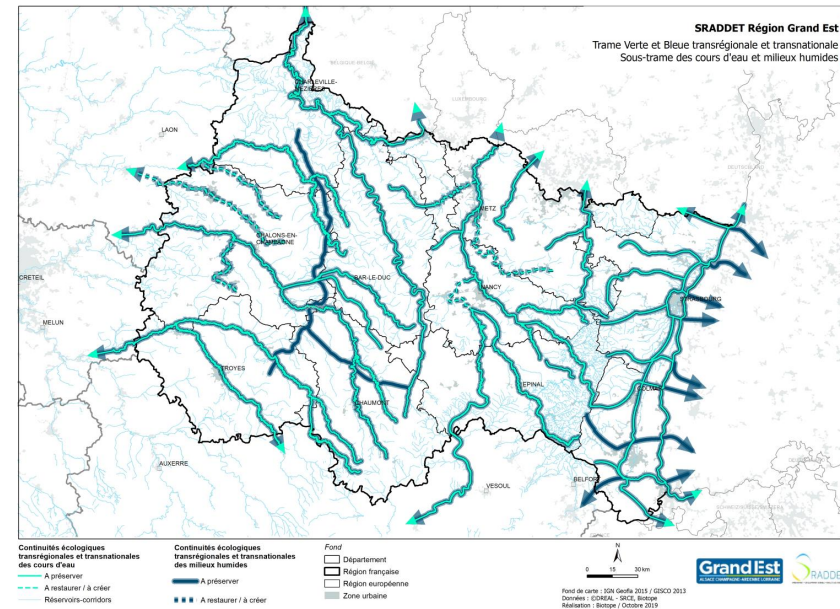 SRADDET Région Grand Est
Trame Verte et Bleue transrégionale et transnationale
Sous-trame des cours d'eau et milieux humides
CHARLEVILLE-
MEZIERES
LAON
METZ
CHALONS-EN-
CHAMPAGNE
CRETEIL
BAR-LE-DUC
NANCY
STRASBOURG
MELUN
TROYES
EPINAL
COLMAR
CHAUMONT
AUXERRE
VESOUL
BELFORT
Continuités écologiques
transrégionales et transnationales
des cours d'eau
A préserver
A restaurer / à créer
Réservoirs-corridors
Continuités écologiques
transrégionales et transnationales
des milieux humides
A préserver
A restaurer / à créer
Fond
Département
Région française
Région européenne
Zone urbaine
N
0 15 30 km
Fond de carte : IGN Geofla 2015 / GISCO 2013
Données : ©DREAL - SRCE, Biotope
Réalisation : Biotope / Octobre 2019
GrandEst
ALSACE CHAMPAGNE-ARDENNE LORRAINE
SRADDET